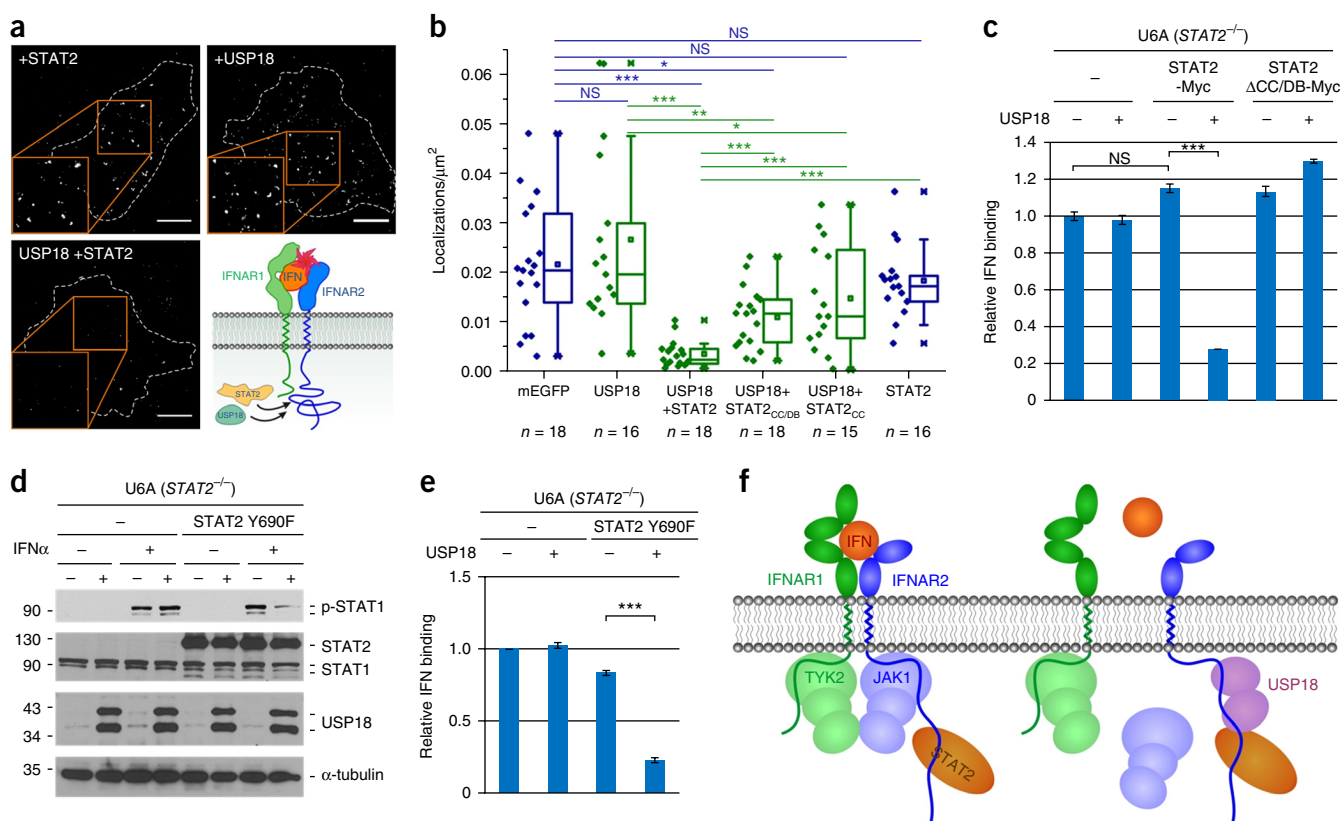 a
+STAT2
+USP18
USP18 +STAT2
IFNAR1
IFN
IFNAR2
STAT2
USP18
b
Localizations/μm²
0.06
0.05
0.04
0.03
0.02
0.01
0.00
NS
NS
*
***
NS
***
**
*
***
***
***
mEGFP
USP18
USP18 +STAT2
USP18+ STAT2CC/DB
USP18+ STAT2CC
STAT2
n = 18
n = 16
n = 18
n = 18
n = 15
n = 16
c
U6A (STAT2–/–)
–
STAT2 -Myc
STAT2 ΔCC/DB-Myc
USP18 – + – + – +
Relative IFN binding
1.4
1.2
1.0
0.8
0.6
0.4
0.2
0
NS
***
d
U6A (STAT2–/–)
– STAT2 Y690F
IFNα – + – +
– + – + – + – +
90
p-STAT1
130
STAT2
90
STAT1
43
USP18
34
35
α-tubulin
e
U6A (STAT2–/–)
– STAT2 Y690F
USP18 – + – +
Relative IFN binding
1.5
1.0
0.5
0
***
f
IFN
IFNAR1
IFNAR2
TYK2
JAK1
STAT2
USP18